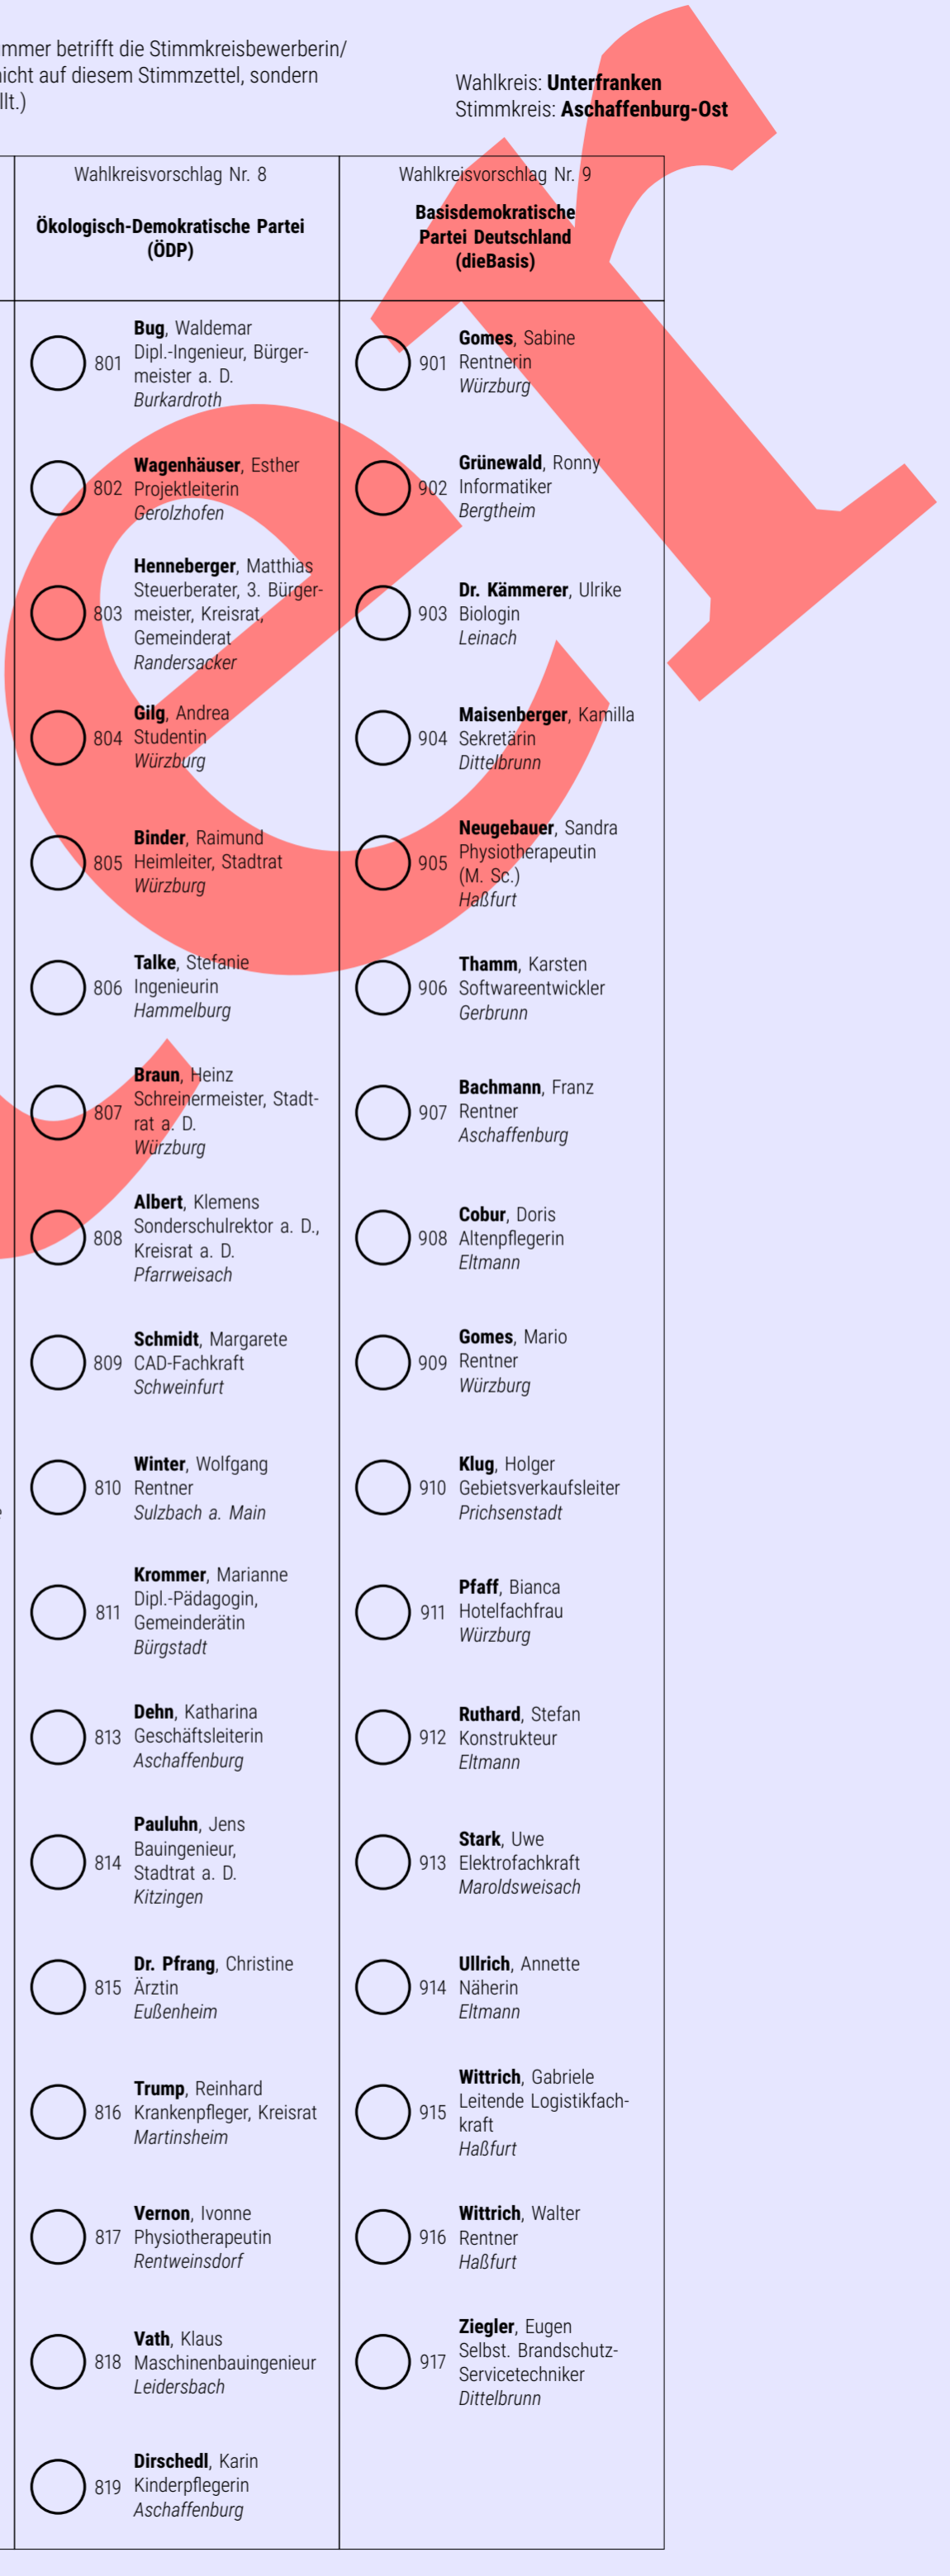 mmer betrifft die Stimmkreisbewerberin/
nicht auf diesem Stimmzettel, sondern
llt.)
Wahlkreis: Unterfranken
Stimmkreis: Aschaffenburg-Ost
Wahlkreisvorschlag Nr. 8
Ökologisch-Demokratische Partei
(ÖDP)
801
Bug, Waldemar
Dipl.-Ingenieur, Bürger-
meister a. D.
Burkardroth
802
Wagenhäuser, Esther
Projektleiterin
Gerolzhofen
803
Henneberger, Matthias
Steuerberater, 3. Bürger-
meister, Kreisrat,
Gemeinderat
Randersacker
804
Gilg, Andrea
Studentin
Würzburg
805
Binder, Raimund
Heimleiter, Stadtrat
Würzburg
806
Talke, Stefanie
Ingenieurin
Hammelburg
807
Braun, Heinz
Schreinermeister, Stadt-
rat a. D.
Würzburg
808
Albert, Klemens
Sonderschulrektor a. D.,
Kreisrat a. D.
Pfarrweisach
809
Schmidt, Margarete
CAD-Fachkraft
Schweinfurt
810
Winter, Wolfgang
Rentner
Sulzbach a. Main
811
Krommer, Marianne
Dipl.-Pädagogin,
Gemeinderätin
Bürgstadt
813
Dehn, Katharina
Geschäftsleiterin
Aschaffenburg
814
Pauluhn, Jens
Bauingenieur,
Stadtrat a. D.
Kitzingen
815
Dr. Pfrang, Christine
Ärztin
Eußenheim
816
Trump, Reinhard
Krankenpfleger, Kreisrat
Martinsheim
817
Vernon, Ivonne
Physiotherapeutin
Rentweinsdorf
818
Vath, Klaus
Maschinenbauingenieur
Leidersbach
819
Dirschedl, Karin
Kinderpflegerin
Aschaffenburg
Wahlkreisvorschlag Nr. 9
Basisdemokratische
Partei Deutschland
(dieBasis)
901
Gomes, Sabine
Rentnerin
Würzburg
902
Grünewald, Ronny
Informatiker
Bergtheim
903
Dr. Kämmerer, Ulrike
Biologin
Leinach
904
Maisenberger, Kamilla
Sekretärin
Dittelbrunn
905
Neugebauer, Sandra
Physiotherapeutin
(M. Sc.)
Haßfurt
906
Thamm, Karsten
Softwareentwickler
Gerbrunn
907
Bachmann, Franz
Rentner
Aschaffenburg
908
Cobur, Doris
Altenpflegerin
Eltmann
909
Gomes, Mario
Rentner
Würzburg
910
Klug, Holger
Gebietsverkaufsleiter
Prichsenstadt
911
Pfaff, Bianca
Hotelfachfrau
Würzburg
912
Ruthard, Stefan
Konstrukteur
Eltmann
913
Stark, Uwe
Elektrofachkraft
Maroldsweisach
914
Ullrich, Annette
Näherin
Eltmann
915
Wittrich, Gabriele
Leitende Logistikfach-
kraft
Haßfurt
916
Wittrich, Walter
Rentner
Haßfurt
917
Ziegler, Eugen
Selbst. Brandschutz-
Servicetechniker
Dittelbrunn
er